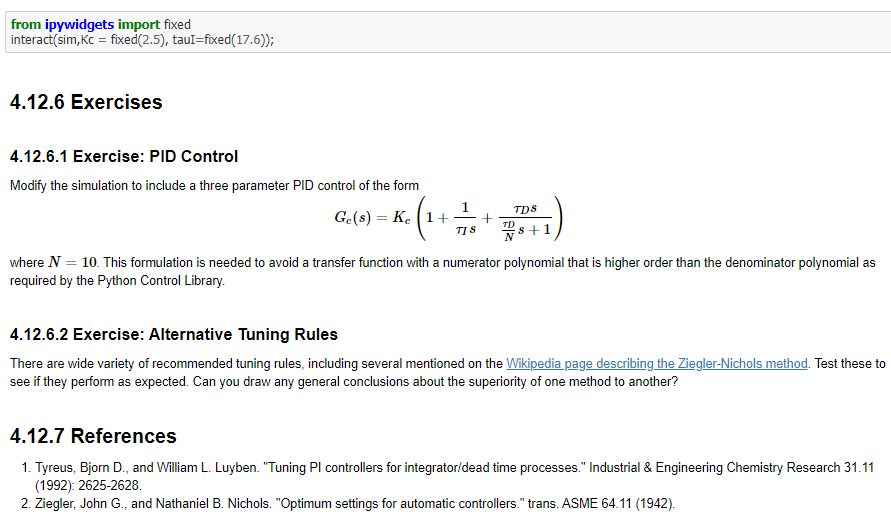 from ipywidgets import fixed
interact(sim,Kc = fixed(2.5), tauI=fixed(17.6));
4.12.6 Exercises
4.12.6.1 Exercise: PID Control
Modify the simulation to include a three parameter PID control of the form
G_c(s) = K_c (1 + 1/(τ_I s) + τ_D s/((τ_D/N) s + 1))
where N = 10. This formulation is needed to avoid a transfer function with a numerator polynomial that is higher order than the denominator polynomial as
required by the Python Control Library.
4.12.6.2 Exercise: Alternative Tuning Rules
There are wide variety of recommended tuning rules, including several mentioned on the Wikipedia page describing the Ziegler-Nichols method. Test these to
see if they perform as expected. Can you draw any general conclusions about the superiority of one method to another?
4.12.7 References
1. Tyreus, Bjorn D., and William L. Luyben. "Tuning PI controllers for integrator/dead time processes." Industrial & Engineering Chemistry Research 31.11
(1992): 2625-2628.
2. Ziegler, John G., and Nathaniel B. Nichols. "Optimum settings for automatic controllers." trans. ASME 64.11 (1942).